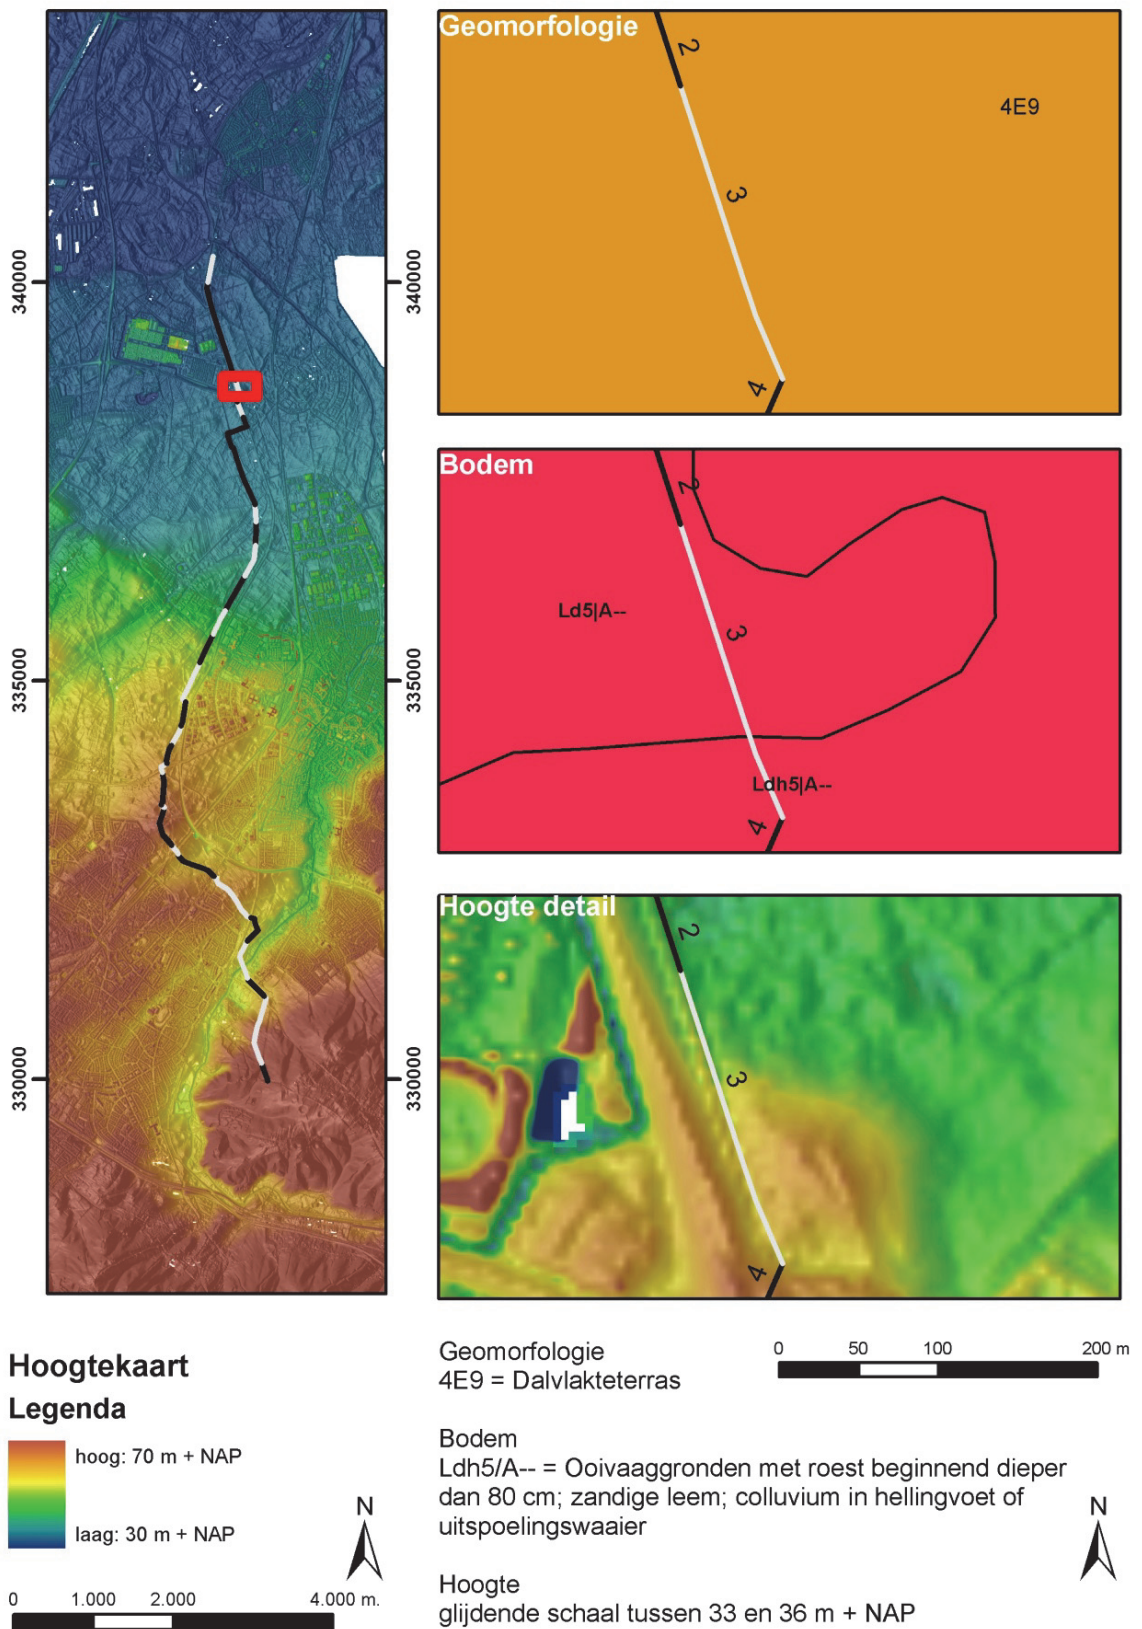 Geomorfologie
2
3
4
4E9
340000
340000
Bodem
2
Ld5|A--
3
Ldh5|A--
4
335000
335000
Hoogte detail
2
3
4
330000
330000
Hoogtekaart
Legenda
hoog: 70 m + NAP
laag: 30 m + NAP
N
0 1.000 2.000 4.000 m.
Geomorfologie
4E9 = Dalvlakteterras
0 50 100 200 m
Bodem
Ldh5/A-- = Ooivaaggronden met roest beginnend dieper
dan 80 cm; zandige leem; colluvium in hellingvoet of
uitspoelingswaaier
N
Hoogte
glijdende schaal tussen 33 en 36 m + NAP